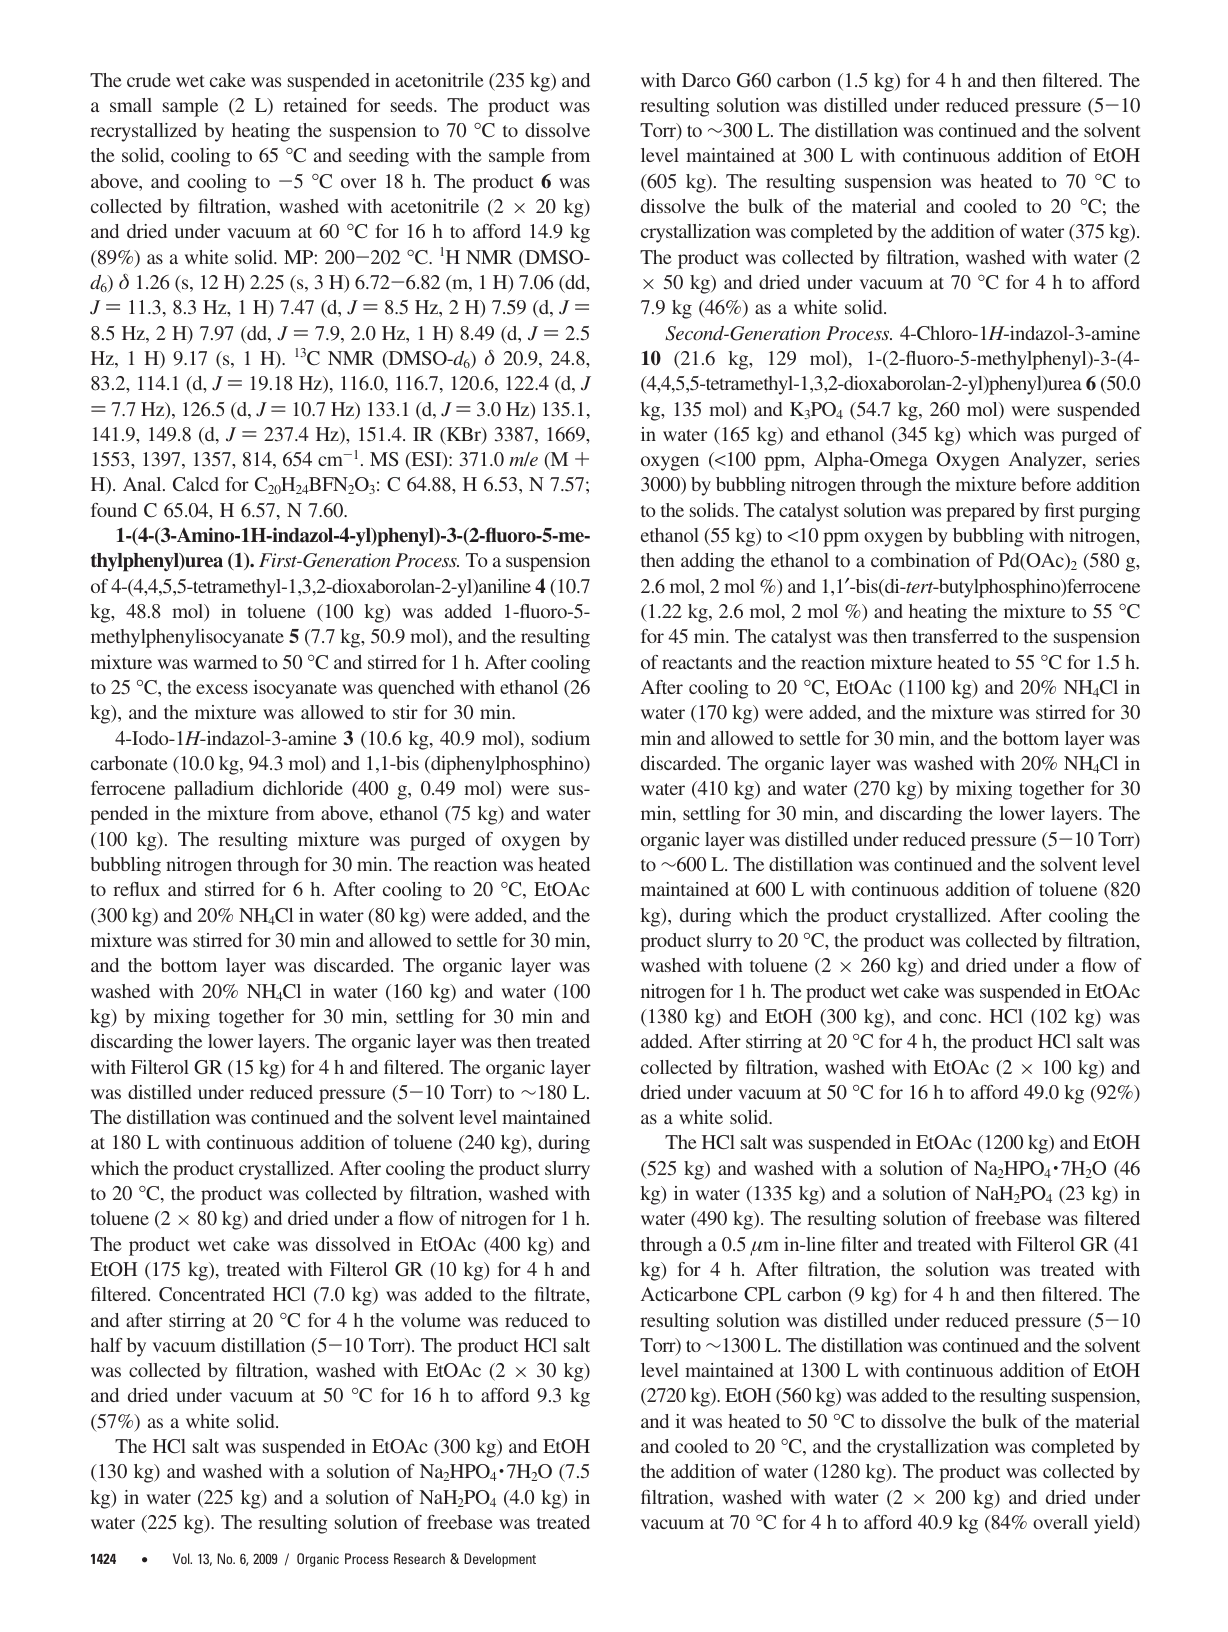 The crude wet cake was suspended in acetonitrile (235 kg) and
a small sample (2 L) retained for seeds. The product was
recrystallized by heating the suspension to 70 °C to dissolve
the solid, cooling to 65 °C and seeding with the sample from
above, and cooling to −5 °C over 18 h. The product 6 was
collected by filtration, washed with acetonitrile (2 × 20 kg)
and dried under vacuum at 60 °C for 16 h to afford 14.9 kg
(89%) as a white solid. MP: 200−202 °C. ¹H NMR (DMSO-
d₆) δ 1.26 (s, 12 H) 2.25 (s, 3 H) 6.72−6.82 (m, 1 H) 7.06 (dd,
J = 11.3, 8.3 Hz, 1 H) 7.47 (d, J = 8.5 Hz, 2 H) 7.59 (d, J =
8.5 Hz, 2 H) 7.97 (dd, J = 7.9, 2.0 Hz, 1 H) 8.49 (d, J = 2.5
Hz, 1 H) 9.17 (s, 1 H). ¹³C NMR (DMSO-d₆) δ 20.9, 24.8,
83.2, 114.1 (d, J = 19.18 Hz), 116.0, 116.7, 120.6, 122.4 (d, J
= 7.7 Hz), 126.5 (d, J = 10.7 Hz) 133.1 (d, J = 3.0 Hz) 135.1,
141.9, 149.8 (d, J = 237.4 Hz), 151.4. IR (KBr) 3387, 1669,
1553, 1397, 1357, 814, 654 cm⁻¹. MS (ESI): 371.0 m/e (M +
H). Anal. Calcd for C₂₀H₂₄BFN₂O₃: C 64.88, H 6.53, N 7.57;
found C 65.04, H 6.57, N 7.60.
1-(4-(3-Amino-1H-indazol-4-yl)phenyl)-3-(2-fluoro-5-me-
thylphenyl)urea (1). First-Generation Process. To a suspension
of 4-(4,4,5,5-tetramethyl-1,3,2-dioxaborolan-2-yl)aniline 4 (10.7
kg, 48.8 mol) in toluene (100 kg) was added 1-fluoro-5-
methylphenylisocyanate 5 (7.7 kg, 50.9 mol), and the resulting
mixture was warmed to 50 °C and stirred for 1 h. After cooling
to 25 °C, the excess isocyanate was quenched with ethanol (26
kg), and the mixture was allowed to stir for 30 min.
4-Iodo-1H-indazol-3-amine 3 (10.6 kg, 40.9 mol), sodium
carbonate (10.0 kg, 94.3 mol) and 1,1-bis (diphenylphosphino)
ferrocene palladium dichloride (400 g, 0.49 mol) were sus-
pended in the mixture from above, ethanol (75 kg) and water
(100 kg). The resulting mixture was purged of oxygen by
bubbling nitrogen through for 30 min. The reaction was heated
to reflux and stirred for 6 h. After cooling to 20 °C, EtOAc
(300 kg) and 20% NH₄Cl in water (80 kg) were added, and the
mixture was stirred for 30 min and allowed to settle for 30 min,
and the bottom layer was discarded. The organic layer was
washed with 20% NH₄Cl in water (160 kg) and water (100
kg) by mixing together for 30 min, settling for 30 min and
discarding the lower layers. The organic layer was then treated
with Filterol GR (15 kg) for 4 h and filtered. The organic layer
was distilled under reduced pressure (5−10 Torr) to ∼180 L.
The distillation was continued and the solvent level maintained
at 180 L with continuous addition of toluene (240 kg), during
which the product crystallized. After cooling the product slurry
to 20 °C, the product was collected by filtration, washed with
toluene (2 × 80 kg) and dried under a flow of nitrogen for 1 h.
The product wet cake was dissolved in EtOAc (400 kg) and
EtOH (175 kg), treated with Filterol GR (10 kg) for 4 h and
filtered. Concentrated HCl (7.0 kg) was added to the filtrate,
and after stirring at 20 °C for 4 h the volume was reduced to
half by vacuum distillation (5−10 Torr). The product HCl salt
was collected by filtration, washed with EtOAc (2 × 30 kg)
and dried under vacuum at 50 °C for 16 h to afford 9.3 kg
(57%) as a white solid.
The HCl salt was suspended in EtOAc (300 kg) and EtOH
(130 kg) and washed with a solution of Na₂HPO₄·7H₂O (7.5
kg) in water (225 kg) and a solution of NaH₂PO₄ (4.0 kg) in
water (225 kg). The resulting solution of freebase was treated
with Darco G60 carbon (1.5 kg) for 4 h and then filtered. The
resulting solution was distilled under reduced pressure (5−10
Torr) to ∼300 L. The distillation was continued and the solvent
level maintained at 300 L with continuous addition of EtOH
(605 kg). The resulting suspension was heated to 70 °C to
dissolve the bulk of the material and cooled to 20 °C; the
crystallization was completed by the addition of water (375 kg).
The product was collected by filtration, washed with water (2
× 50 kg) and dried under vacuum at 70 °C for 4 h to afford
7.9 kg (46%) as a white solid.
Second-Generation Process. 4-Chloro-1H-indazol-3-amine
10 (21.6 kg, 129 mol), 1-(2-fluoro-5-methylphenyl)-3-(4-
(4,4,5,5-tetramethyl-1,3,2-dioxaborolan-2-yl)phenyl)urea 6 (50.0
kg, 135 mol) and K₃PO₄ (54.7 kg, 260 mol) were suspended
in water (165 kg) and ethanol (345 kg) which was purged of
oxygen (<100 ppm, Alpha-Omega Oxygen Analyzer, series
3000) by bubbling nitrogen through the mixture before addition
to the solids. The catalyst solution was prepared by first purging
ethanol (55 kg) to <10 ppm oxygen by bubbling with nitrogen,
then adding the ethanol to a combination of Pd(OAc)₂ (580 g,
2.6 mol, 2 mol %) and 1,1′-bis(di-tert-butylphosphino)ferrocene
(1.22 kg, 2.6 mol, 2 mol %) and heating the mixture to 55 °C
for 45 min. The catalyst was then transferred to the suspension
of reactants and the reaction mixture heated to 55 °C for 1.5 h.
After cooling to 20 °C, EtOAc (1100 kg) and 20% NH₄Cl in
water (170 kg) were added, and the mixture was stirred for 30
min and allowed to settle for 30 min, and the bottom layer was
discarded. The organic layer was washed with 20% NH₄Cl in
water (410 kg) and water (270 kg) by mixing together for 30
min, settling for 30 min, and discarding the lower layers. The
organic layer was distilled under reduced pressure (5−10 Torr)
to ∼600 L. The distillation was continued and the solvent level
maintained at 600 L with continuous addition of toluene (820
kg), during which the product crystallized. After cooling the
product slurry to 20 °C, the product was collected by filtration,
washed with toluene (2 × 260 kg) and dried under a flow of
nitrogen for 1 h. The product wet cake was suspended in EtOAc
(1380 kg) and EtOH (300 kg), and conc. HCl (102 kg) was
added. After stirring at 20 °C for 4 h, the product HCl salt was
collected by filtration, washed with EtOAc (2 × 100 kg) and
dried under vacuum at 50 °C for 16 h to afford 49.0 kg (92%)
as a white solid.
The HCl salt was suspended in EtOAc (1200 kg) and EtOH
(525 kg) and washed with a solution of Na₂HPO₄·7H₂O (46
kg) in water (1335 kg) and a solution of NaH₂PO₄ (23 kg) in
water (490 kg). The resulting solution of freebase was filtered
through a 0.5 μm in-line filter and treated with Filterol GR (41
kg) for 4 h. After filtration, the solution was treated with
Acticarbone CPL carbon (9 kg) for 4 h and then filtered. The
resulting solution was distilled under reduced pressure (5−10
Torr) to ∼1300 L. The distillation was continued and the solvent
level maintained at 1300 L with continuous addition of EtOH
(2720 kg). EtOH (560 kg) was added to the resulting suspension,
and it was heated to 50 °C to dissolve the bulk of the material
and cooled to 20 °C, and the crystallization was completed by
the addition of water (1280 kg). The product was collected by
filtration, washed with water (2 × 200 kg) and dried under
vacuum at 70 °C for 4 h to afford 40.9 kg (84% overall yield)
1424 • Vol. 13, No. 6, 2009 / Organic Process Research & Development